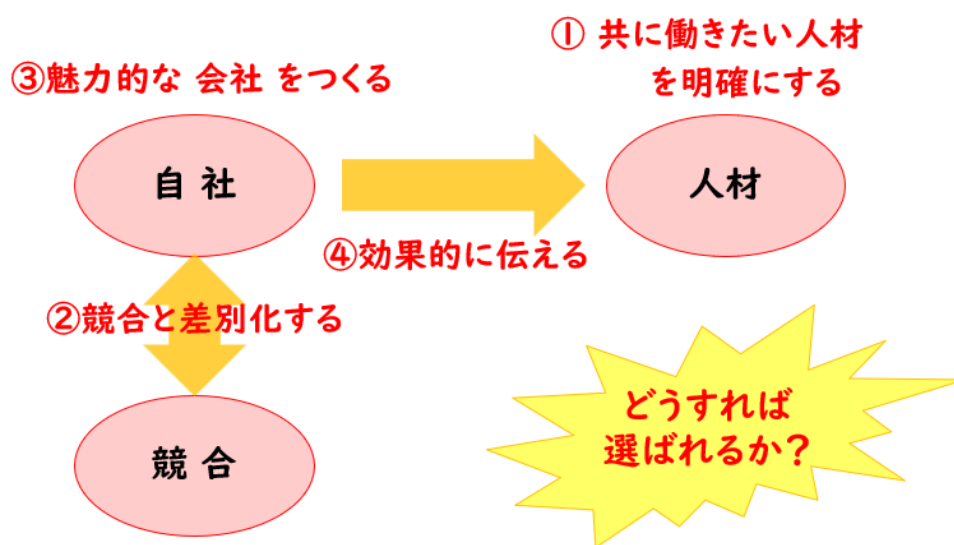 ① 共に働きたい人材
を明確にする
③魅力的な 会社 をつくる
自 社
人材
④効果的に伝える
②競合と差別化する
どうすれば
選ばれるか?
競 合